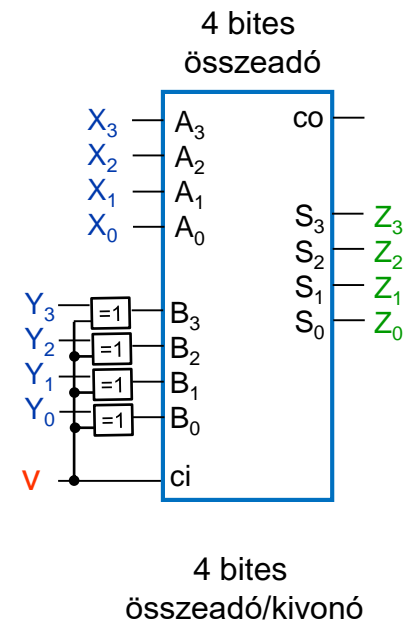 4 bites
összeadó
X₃ A₃ co
X₂ A₂
X₁ A₁
X₀ A₀
S₃ Z₃
S₂ Z₂
S₁ Z₁
S₀ Z₀
Y₃ =1 B₃
Y₂ =1 B₂
Y₁ =1 B₁
Y₀ =1 B₀
v ci
4 bites
összeadó/kivonó